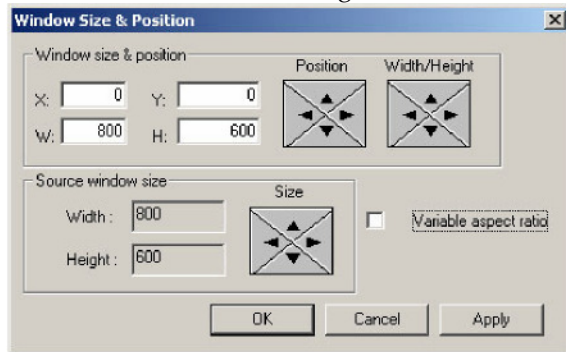 Window Size & Position
Window size & position
Position Width/Height
X: 0 Y: 0
W: 800 H: 600
Source window size
Size
Width : 800
Variable aspect ratio
Height : 600
OK Cancel Apply